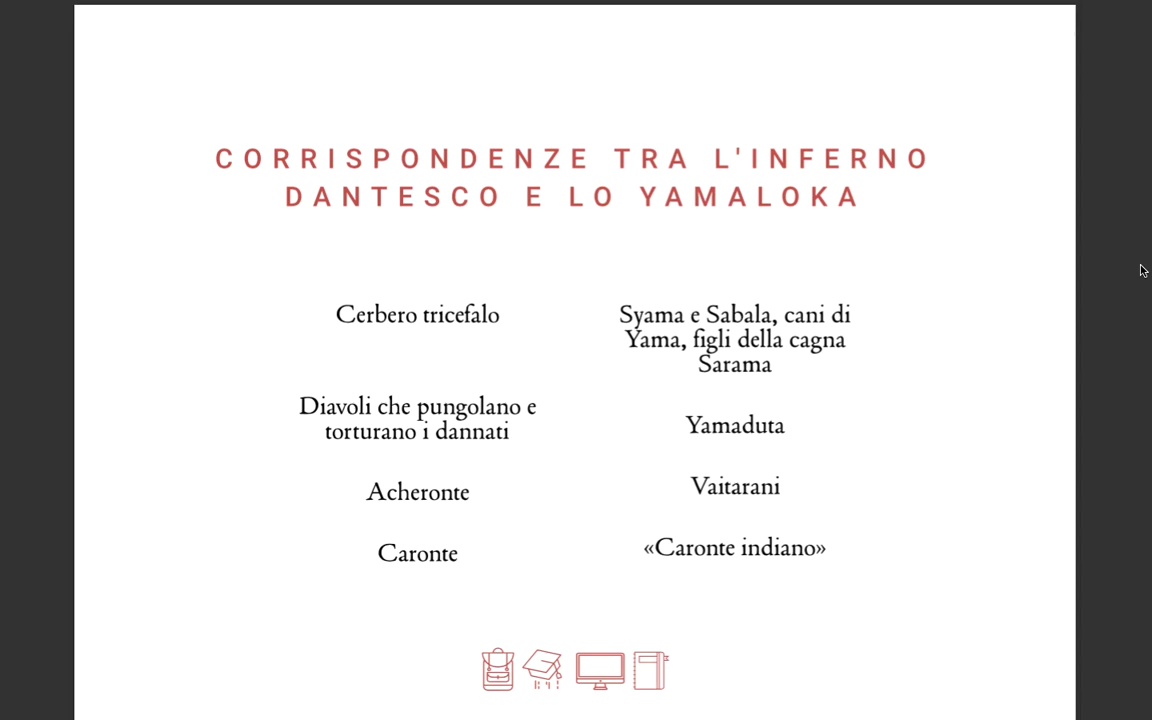 CORRISPONDENZE TRA L'INFERNO
DANTESCO E LO YAMALOKA
Cerbero tricefalo
Diavoli che pungolano e
torturano i dannati
Acheronte
Caronte
Syama e Sabala, cani di
Yama, figli della cagna
Sarama
Yamaduta
Vaitarani
«Caronte indiano»